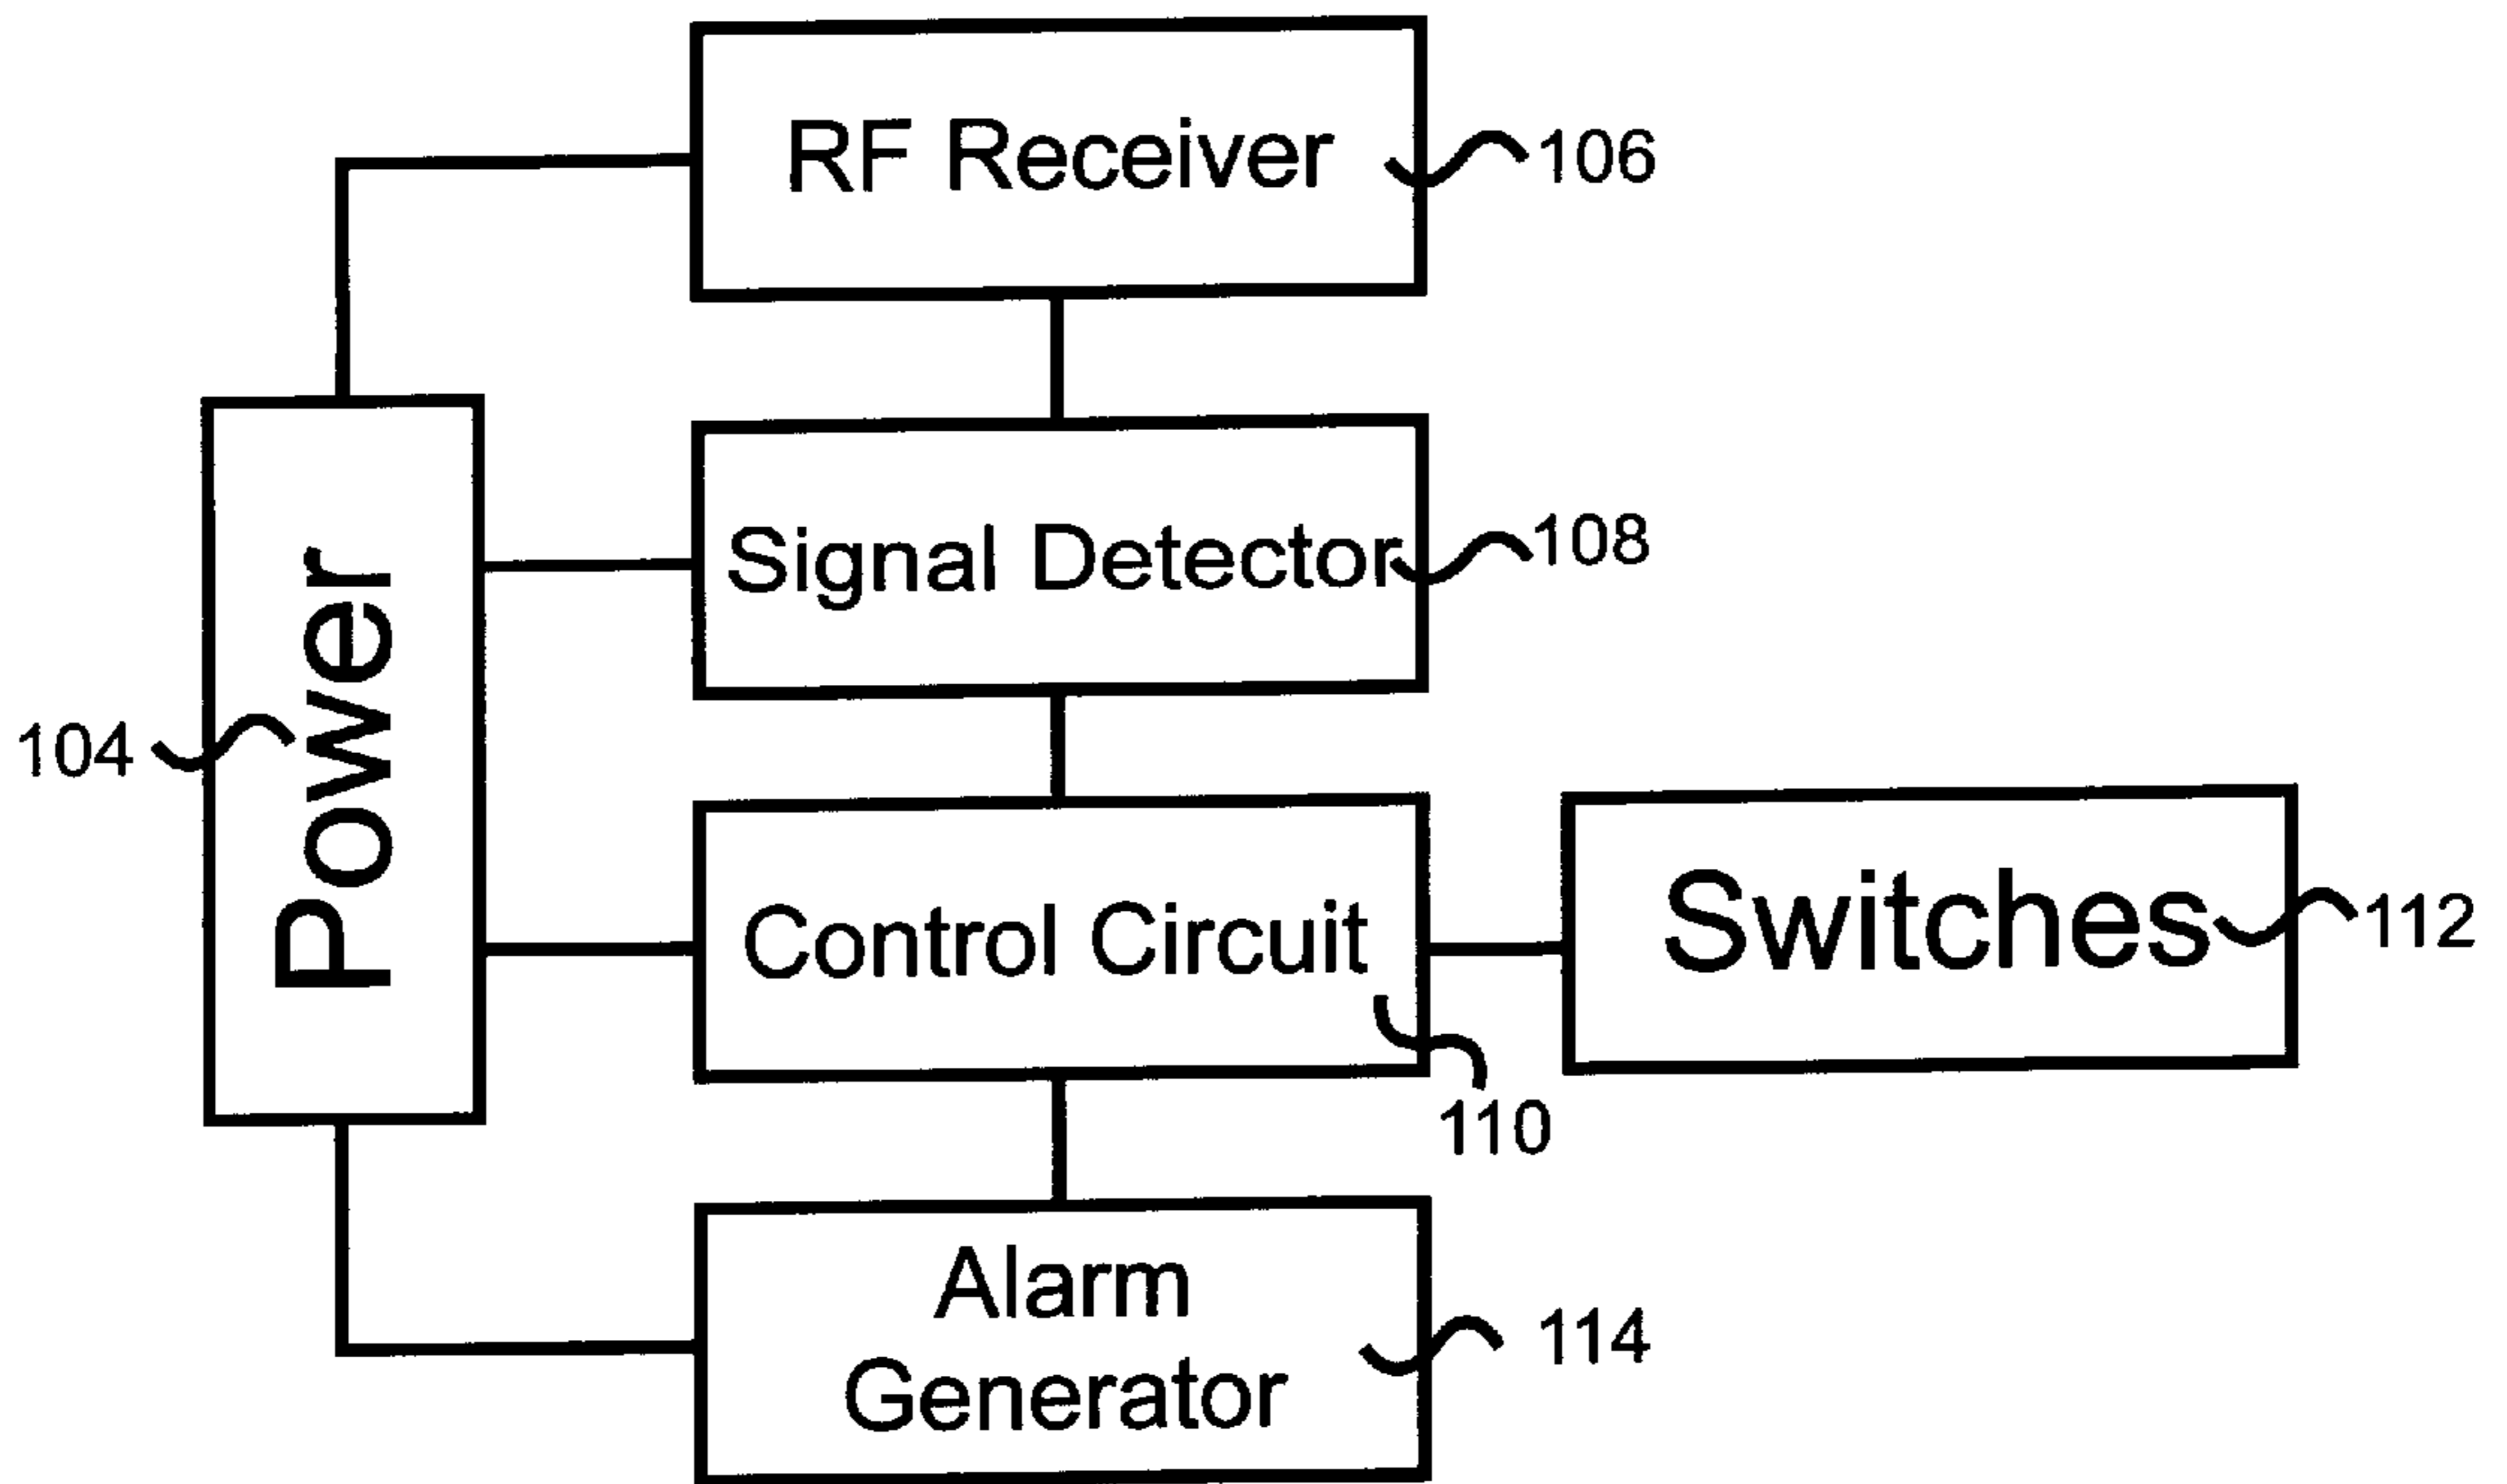 RF Receiver
106
Signal Detector
108
Power
104
Control Circuit
110
Switches
112
Alarm
Generator
114